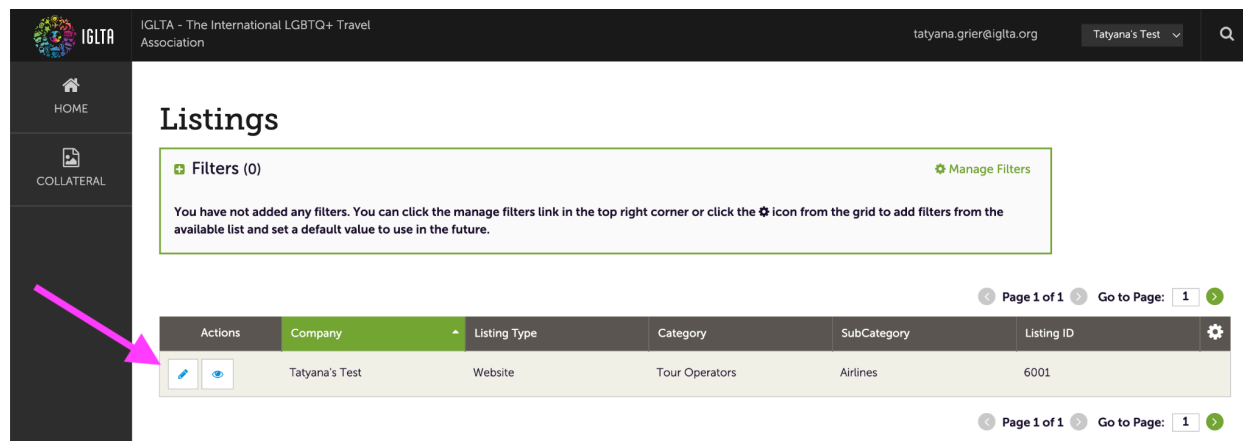 IGLTA
IGLTA - The International LGBTQ+ Travel
Association
tatyana.grier@iglta.org
Tatyana's Test
HOME
COLLATERAL
Listings
Filters (0)
Manage Filters
You have not added any filters. You can click the manage filters link in the top right corner or click the icon from the grid to add filters from the
available list and set a default value to use in the future.
Page 1 of 1 Go to Page: 1
Actions Company Listing Type Category SubCategory Listing ID
Tatyana's Test Website Tour Operators Airlines 6001
Page 1 of 1 Go to Page: 1